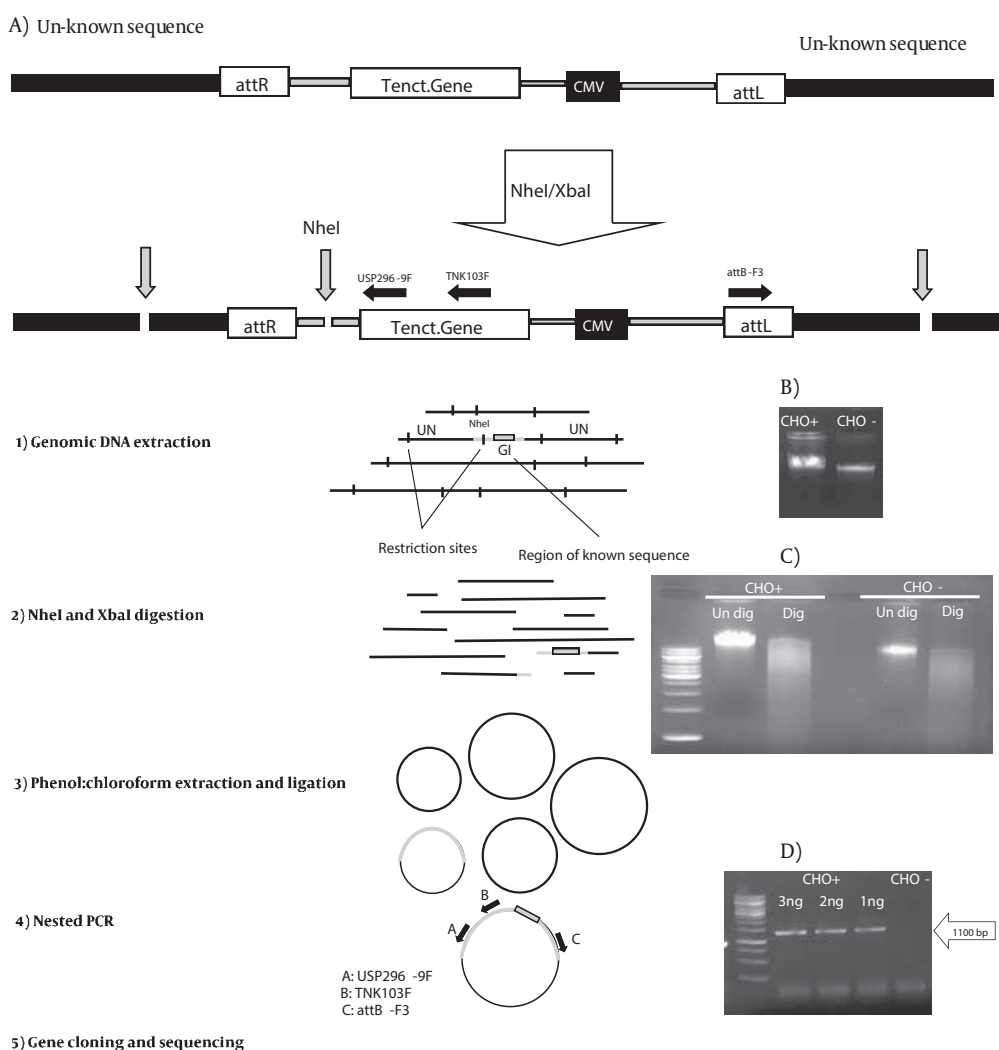 A) Un-known sequence
Un-known sequence
attR
Tenct.Gene
CMV
attL
NheI/XbaI
NheI
USP296 -9F
TNK103F
attB -F3
attR
Tenct.Gene
CMV
attL
B)
CHO+ CHO -
1) Genomic DNA extraction
UN
NheI
GI
UN
Restriction sites
Region of known sequence
C)
CHO+
CHO -
Un dig Dig
Un dig Dig
2) NheI and XbaI digestion
3) Phenol:chloroform extraction and ligation
D)
CHO+ CHO -
3ng 2ng 1ng
1100 bp
4) Nested PCR
B
A
C
A: USP296 -9F
B: TNK103F
C: attB -F3
5) Gene cloning and sequencing